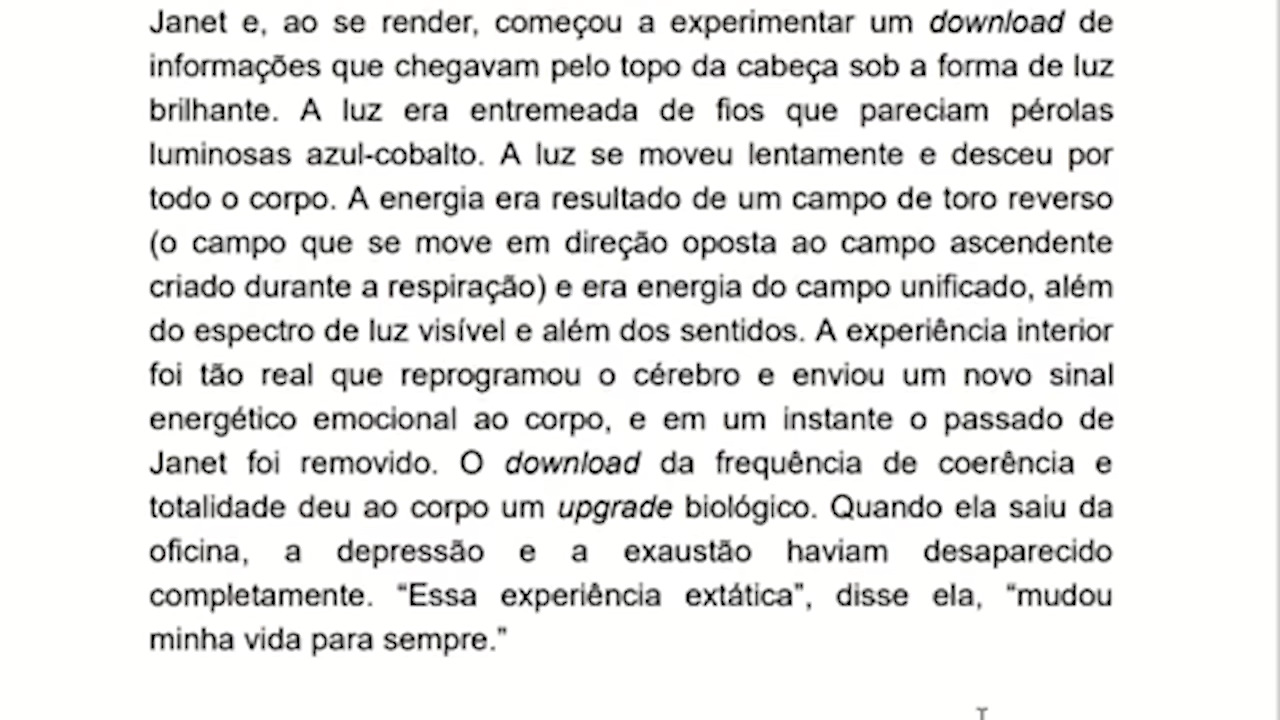 Janet e, ao se render, começou a experimentar um download de
informações que chegavam pelo topo da cabeça sob a forma de luz
brilhante. A luz era entremeada de fios que pareciam pérolas
luminosas azul-cobalto. A luz se moveu lentamente e desceu por
todo o corpo. A energia era resultado de um campo de toro reverso
(o campo que se move em direção oposta ao campo ascendente
criado durante a respiração) e era energia do campo unificado, além
do espectro de luz visível e além dos sentidos. A experiência interior
foi tão real que reprogramou o cérebro e enviou um novo sinal
energético emocional ao corpo, e em um instante o passado de
Janet foi removido. O download da frequência de coerência e
totalidade deu ao corpo um upgrade biológico. Quando ela saiu da
oficina, a depressão e a exaustão haviam desaparecido
completamente. “Essa experiência extática”, disse ela, “mudou
minha vida para sempre.”